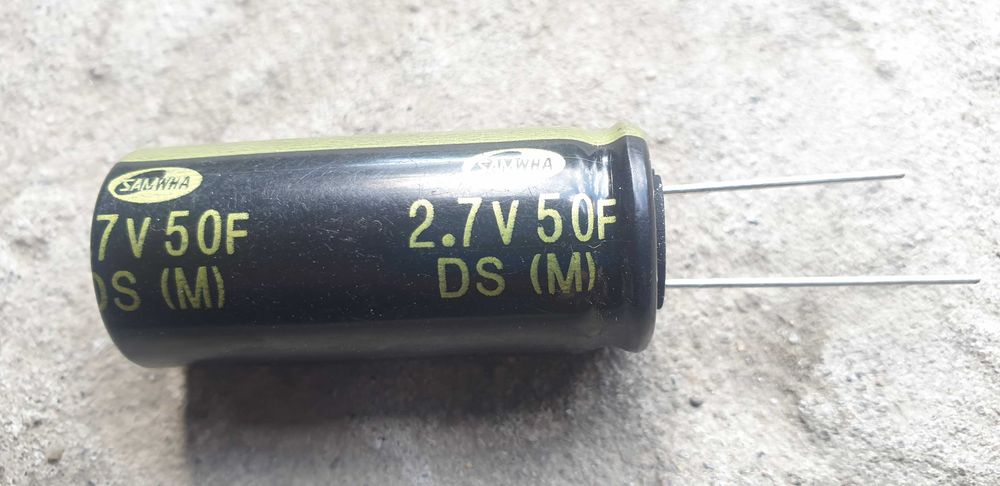 SAMWHA
7V 50F
DS (M)
SAMWHA
2.7V 50F
DS (M)